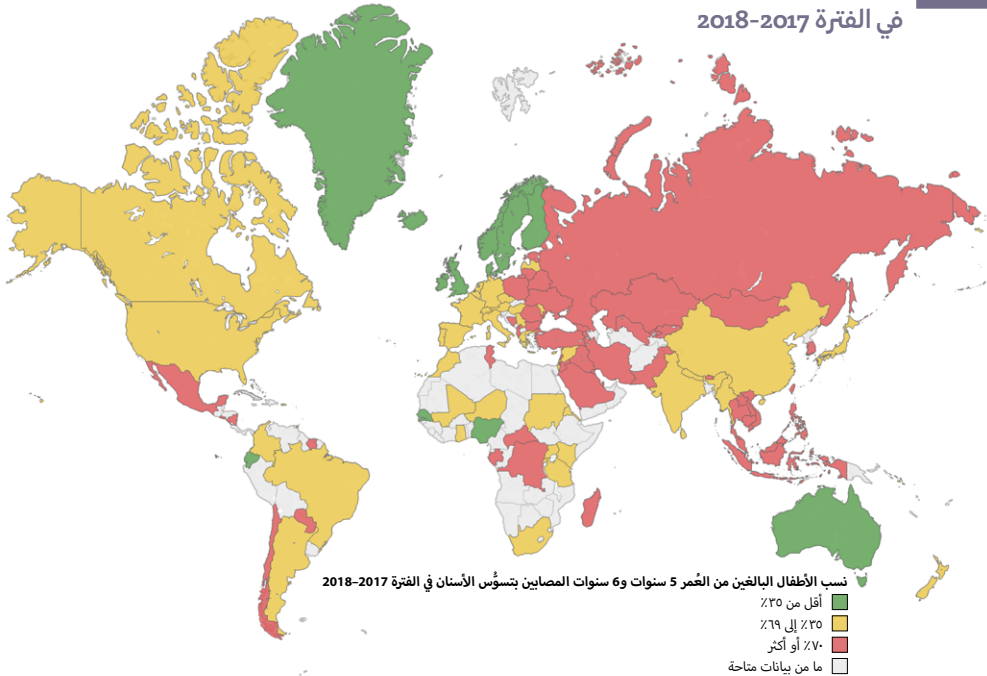 في الفترة 2017-2018
نسب الأطفال البالغين من العُمر 5 سنوات و6 سنوات المصابين بتسوُّس الأسنان في الفترة 2017–2018
أقل من ٣٥٪
٣٥٪ إلى ٦٩٪
٧٠٪ أو أكثر
ما من بيانات متاحة